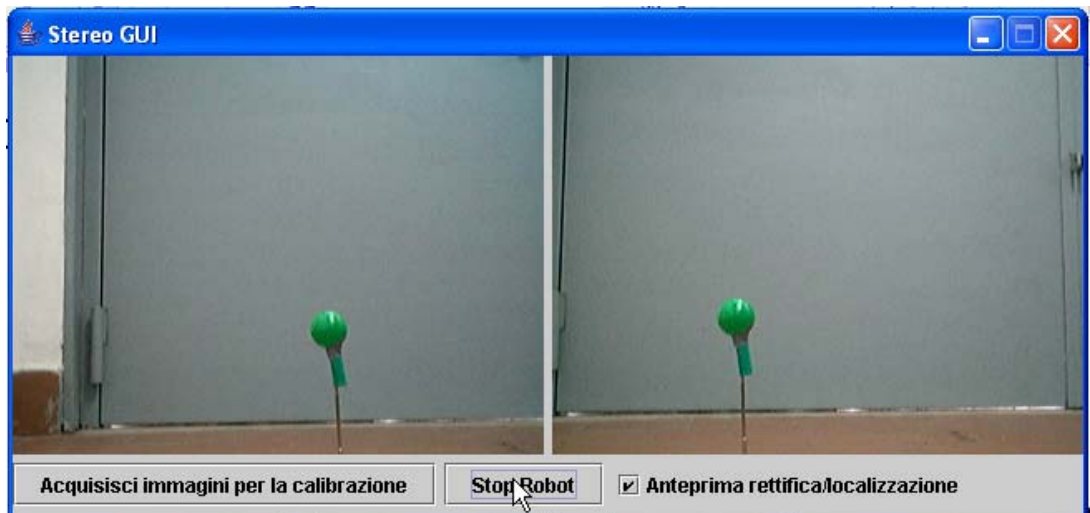 Stereo GUI
Acquisisci immagini per la calibrazione
Stop Robot
Anteprima rettifica/localizzazione